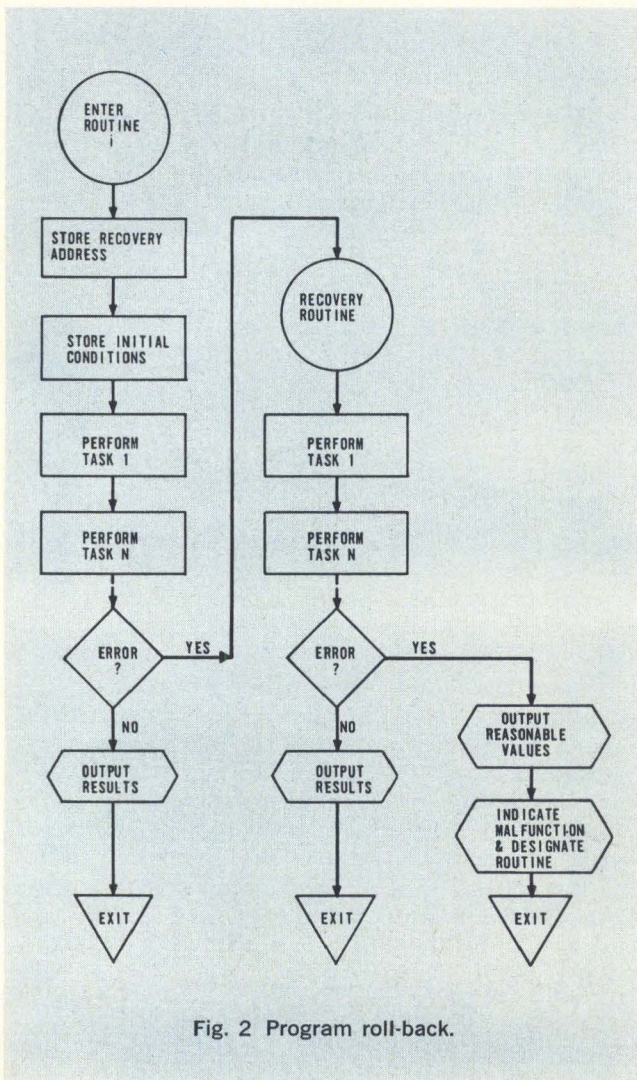 ENTER
ROUTINE
i
STORE RECOVERY
ADDRESS
STORE INITIAL
CONDITIONS
PERFORM
TASK 1
PERFORM
TASK N
ERROR
?
YES
NO
OUTPUT
RESULTS
EXIT
RECOVERY
ROUTINE
PERFORM
TASK 1
PERFORM
TASK N
ERROR
?
YES
NO
OUTPUT
RESULTS
EXIT
OUTPUT
REASONABLE
VALUES
INDICATE
MALFUNCTION
& DESIGNATE
ROUTINE
EXIT
Fig. 2 Program roll-back.